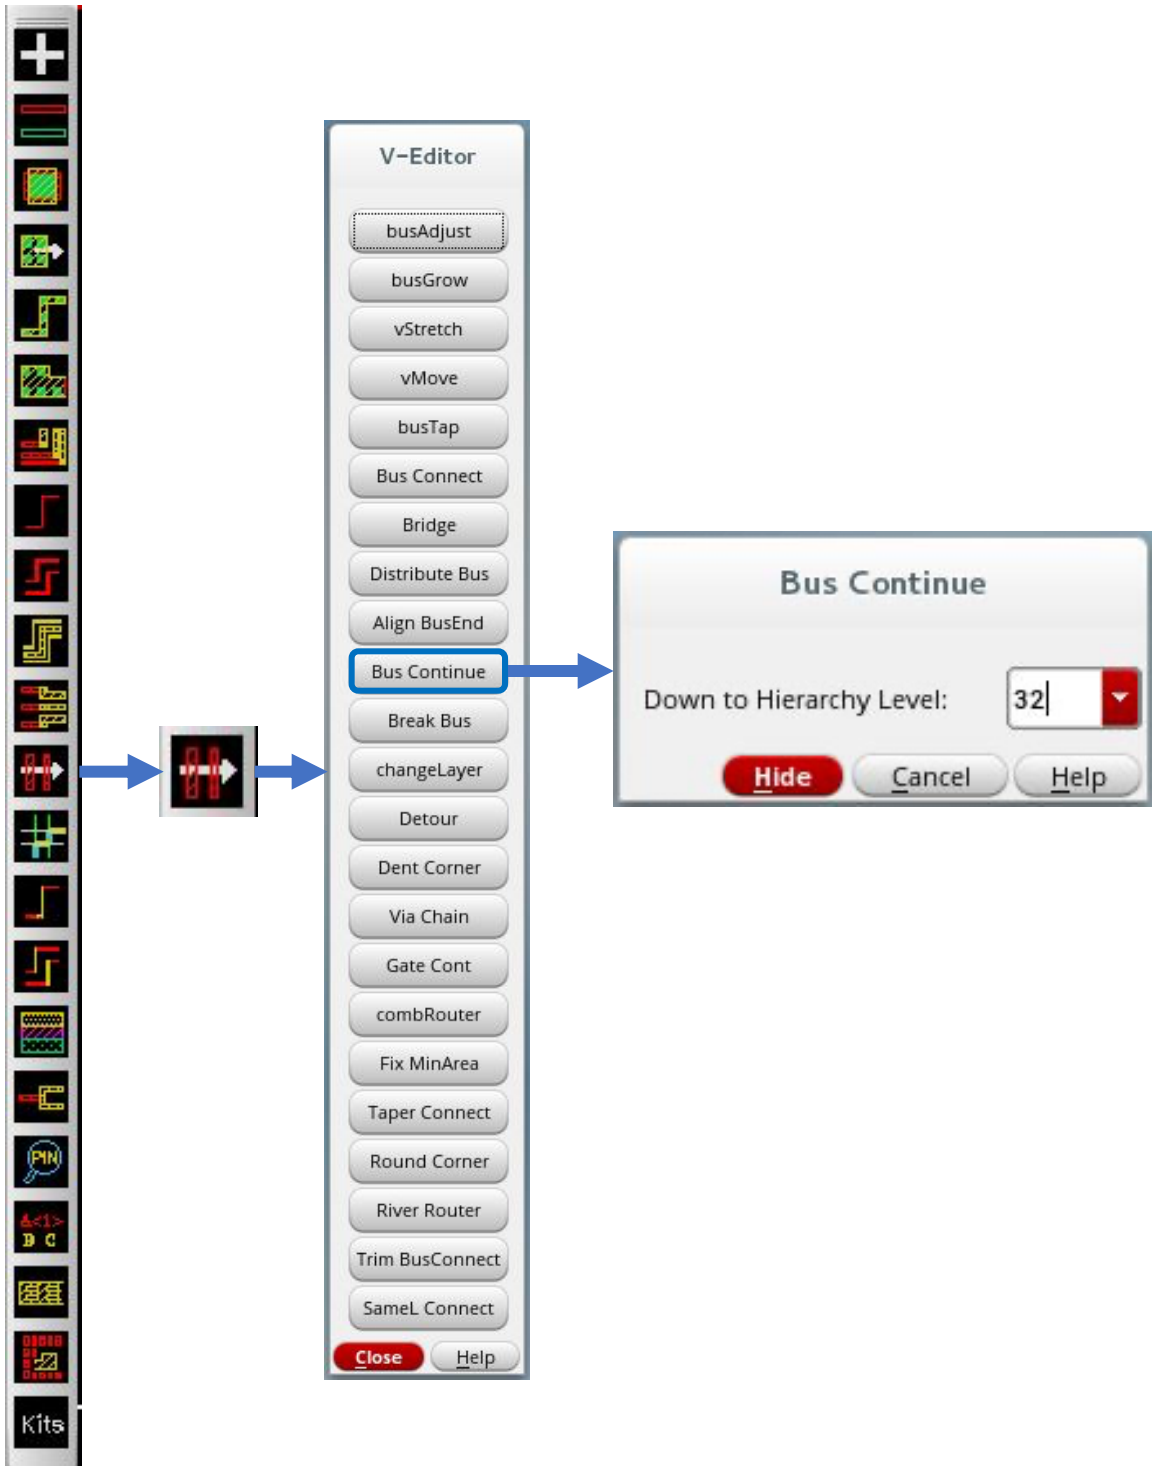 PIN
A<1>
B C
Kits
V-Editor
busAdjust
busGrow
vStretch
vMove
busTap
Bus Connect
Bridge
Distribute Bus
Align BusEnd
Bus Continue
Break Bus
changeLayer
Detour
Dent Corner
Via Chain
Gate Cont
combRouter
Fix MinArea
Taper Connect
Round Corner
River Router
Trim BusConnect
SameL Connect
Close Help
Bus Continue
Down to Hierarchy Level: 32
Hide Cancel Help